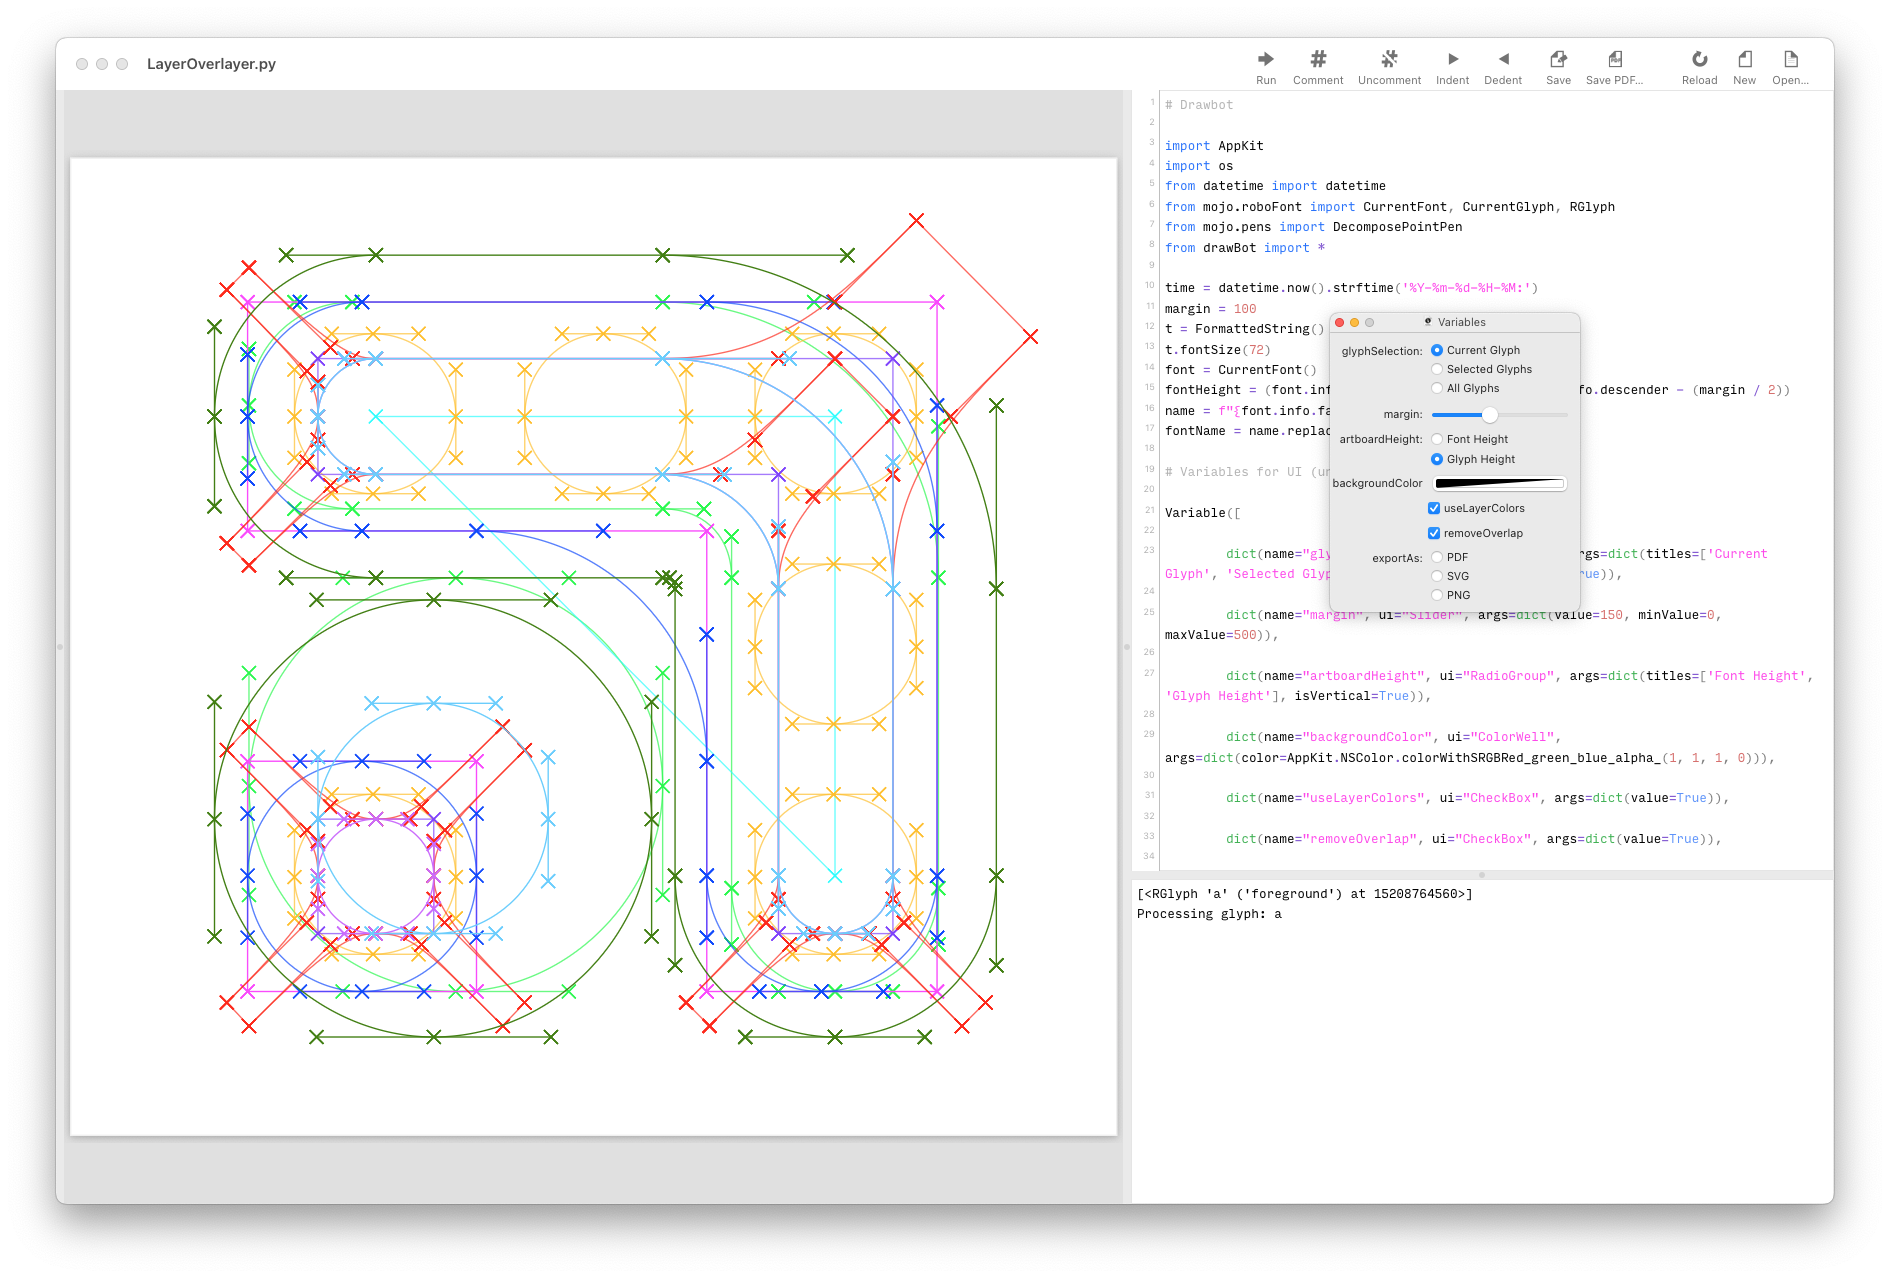 LayerOverlayer.py
Run Comment Uncomment Indent Dedent Save Save PDF... Reload New Open...
1 # Drawbot
2
3 import AppKit
4 import os
5 from datetime import datetime
6 from mojo.roboFont import CurrentFont, CurrentGlyph, RGlyph
7 from mojo.pens import DecomposePointPen
8 from drawBot import *
9
10 time = datetime.now().strftime('%Y-%m-%d-%H-%M:')
11 margin = 100
12 t = FormattedString()
13 t.fontSize(72)
14 font = CurrentFont()
15 fontHeight = (font.inf fo.descender - (margin / 2))
16 name = f"{font.info.fa
17 fontName = name.replac
18
19 # Variables for UI (u
20
21 Variable([
22
23 dict(name="gly args=dict(titles=['Current
Glyph', 'Selected Glyp rue)),
24
25 dict(name="margin", ui="Slider", args=dict(value=150, minValue=0,
maxValue=500)),
26
27 dict(name="artboardHeight", ui="RadioGroup", args=dict(titles=['Font Height',
'Glyph Height'], isVertical=True)),
28
29 dict(name="backgroundColor", ui="ColorWell",
args=dict(color=AppKit.NSColor.colorWithSRGBRed_green_blue_alpha_(1, 1, 1, 0))),
30
31 dict(name="useLayerColors", ui="CheckBox", args=dict(value=True)),
32
33 dict(name="removeOverlap", ui="CheckBox", args=dict(value=True)),
34
Variables
glyphSelection: Current Glyph
Selected Glyphs
All Glyphs
margin:
artboardHeight: Font Height
Glyph Height
backgroundColor
useLayerColors
removeOverlap
exportAs: PDF
SVG
PNG
[<RGlyph 'a' ('foreground') at 15208764560>]
Processing glyph: a